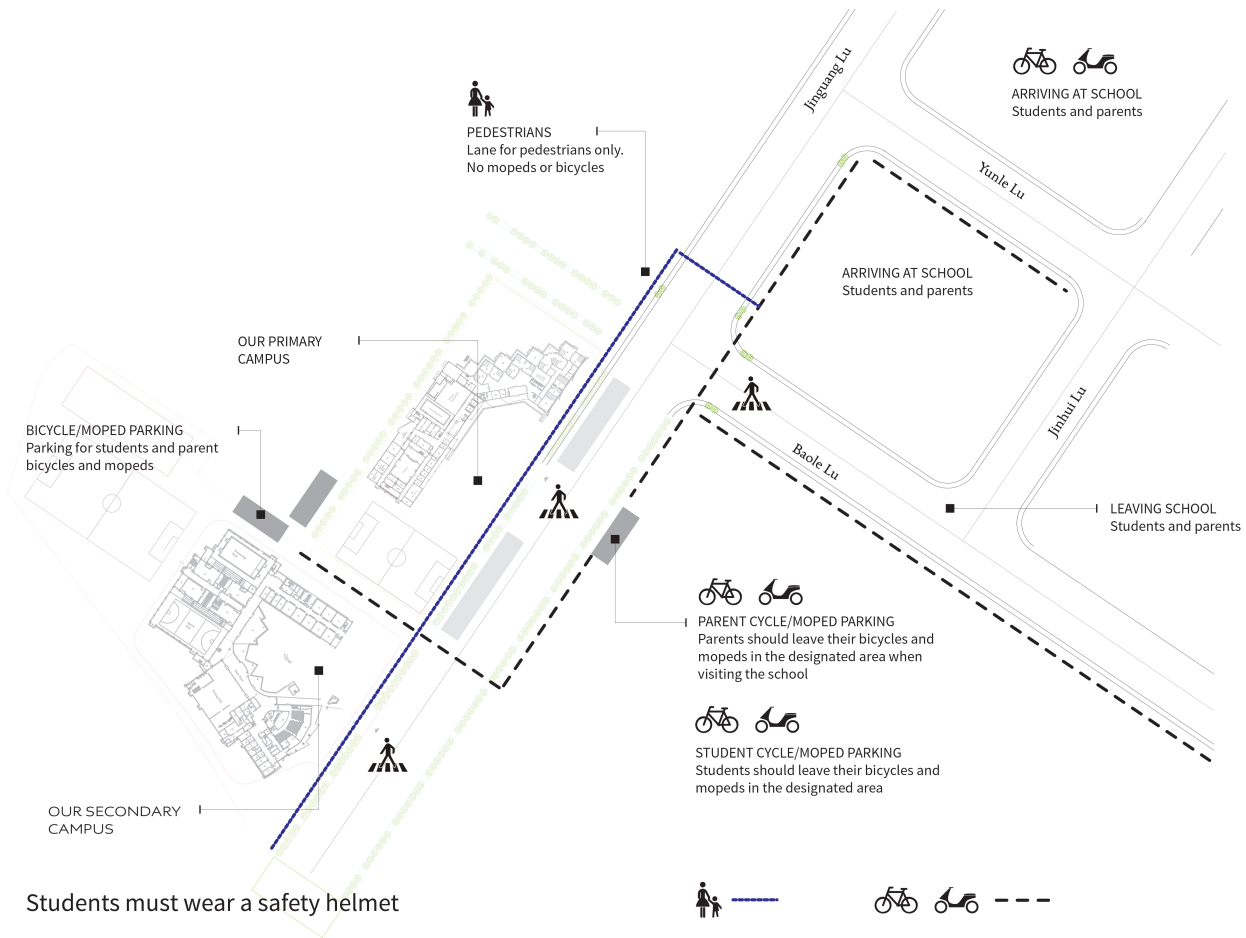 Jinguang Lu
ARRIVING AT SCHOOL
Students and parents
PEDESTRIANS
Lane for pedestrians only.
No mopeds or bicycles
Yunle Lu
ARRIVING AT SCHOOL
Students and parents
OUR PRIMARY
CAMPUS
Jinhui Lu
BICYCLE/MOPED PARKING
Parking for students and parent
bicycles and mopeds
Baole Lu
LEAVING SCHOOL
Students and parents
PARENT CYCLE/MOPED PARKING
Parents should leave their bicycles and
mopeds in the designated area when
visiting the school
STUDENT CYCLE/MOPED PARKING
Students should leave their bicycles and
mopeds in the designated area
OUR SECONDARY
CAMPUS
Students must wear a safety helmet